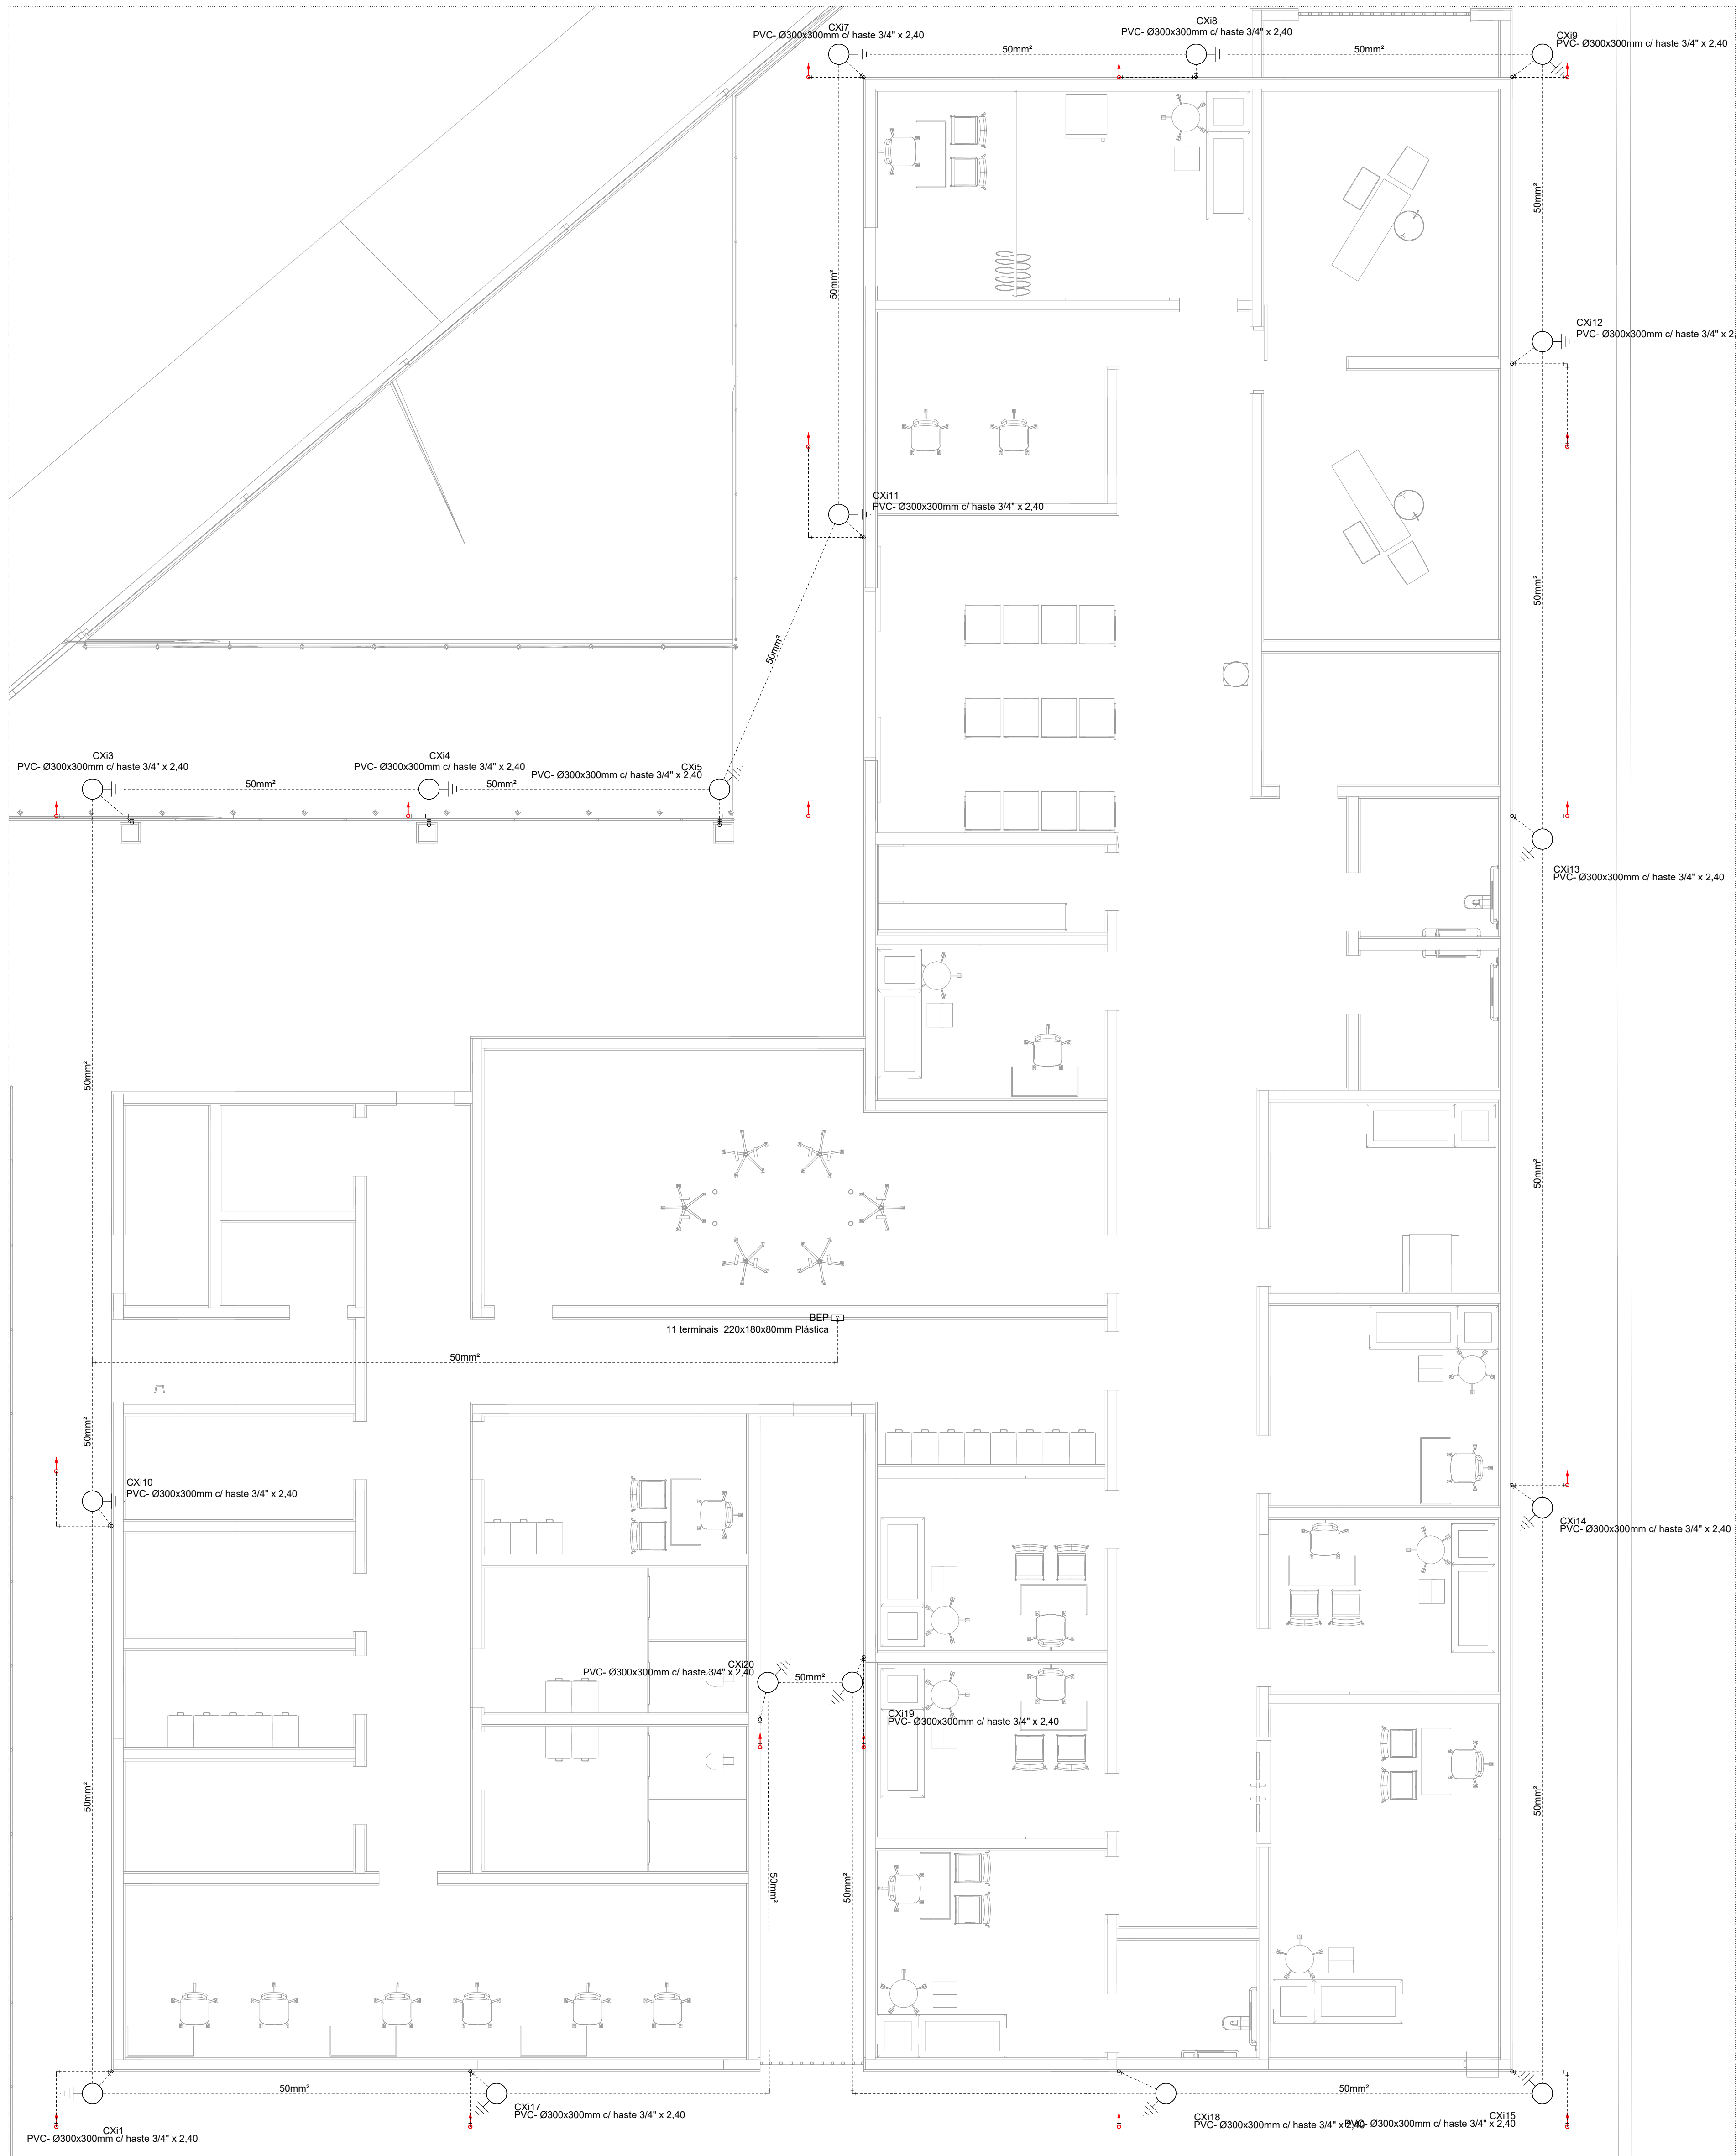 CXi7
PVC- Ø300x300mm c/ haste 3/4" x 2,40
50mm²
CXi8
PVC- Ø300x300mm c/ haste 3/4" x 2,40
50mm²
CXi9
PVC- Ø300x300mm c/ haste 3/4" x 2,40
50mm²
50mm²
CXi12
PVC- Ø300x300mm c/ haste 3/4" x 2,
CXi11
PVC- Ø300x300mm c/ haste 3/4" x 2,40
50mm²
50mm²
CXi3
PVC- Ø300x300mm c/ haste 3/4" x 2,40
50mm²
CXi4
PVC- Ø300x300mm c/ haste 3/4" x 2,40
50mm²
CXi5
PVC- Ø300x300mm c/ haste 3/4" x 2,40
CXi13
PVC- Ø300x300mm c/ haste 3/4" x 2,40
50mm²
50mm²
BEP
11 terminais 220x180x80mm Plástica
50mm²
50mm²
CXi10
PVC- Ø300x300mm c/ haste 3/4" x 2,40
CXi14
PVC- Ø300x300mm c/ haste 3/4" x 2,40
CXi20
PVC- Ø300x300mm c/ haste 3/4" x 2,40
50mm²
CXi19
PVC- Ø300x300mm c/ haste 3/4" x 2,40
50mm²
50mm²
50mm²
50mm²
50mm²
CXi1
PVC- Ø300x300mm c/ haste 3/4" x 2,40
CXi17
PVC- Ø300x300mm c/ haste 3/4" x 2,40
50mm²
CXi18
PVC- Ø300x300mm c/ haste 3/4" x 2,40
CXi15
PVC- Ø300x300mm c/ haste 3/4" x 2,40